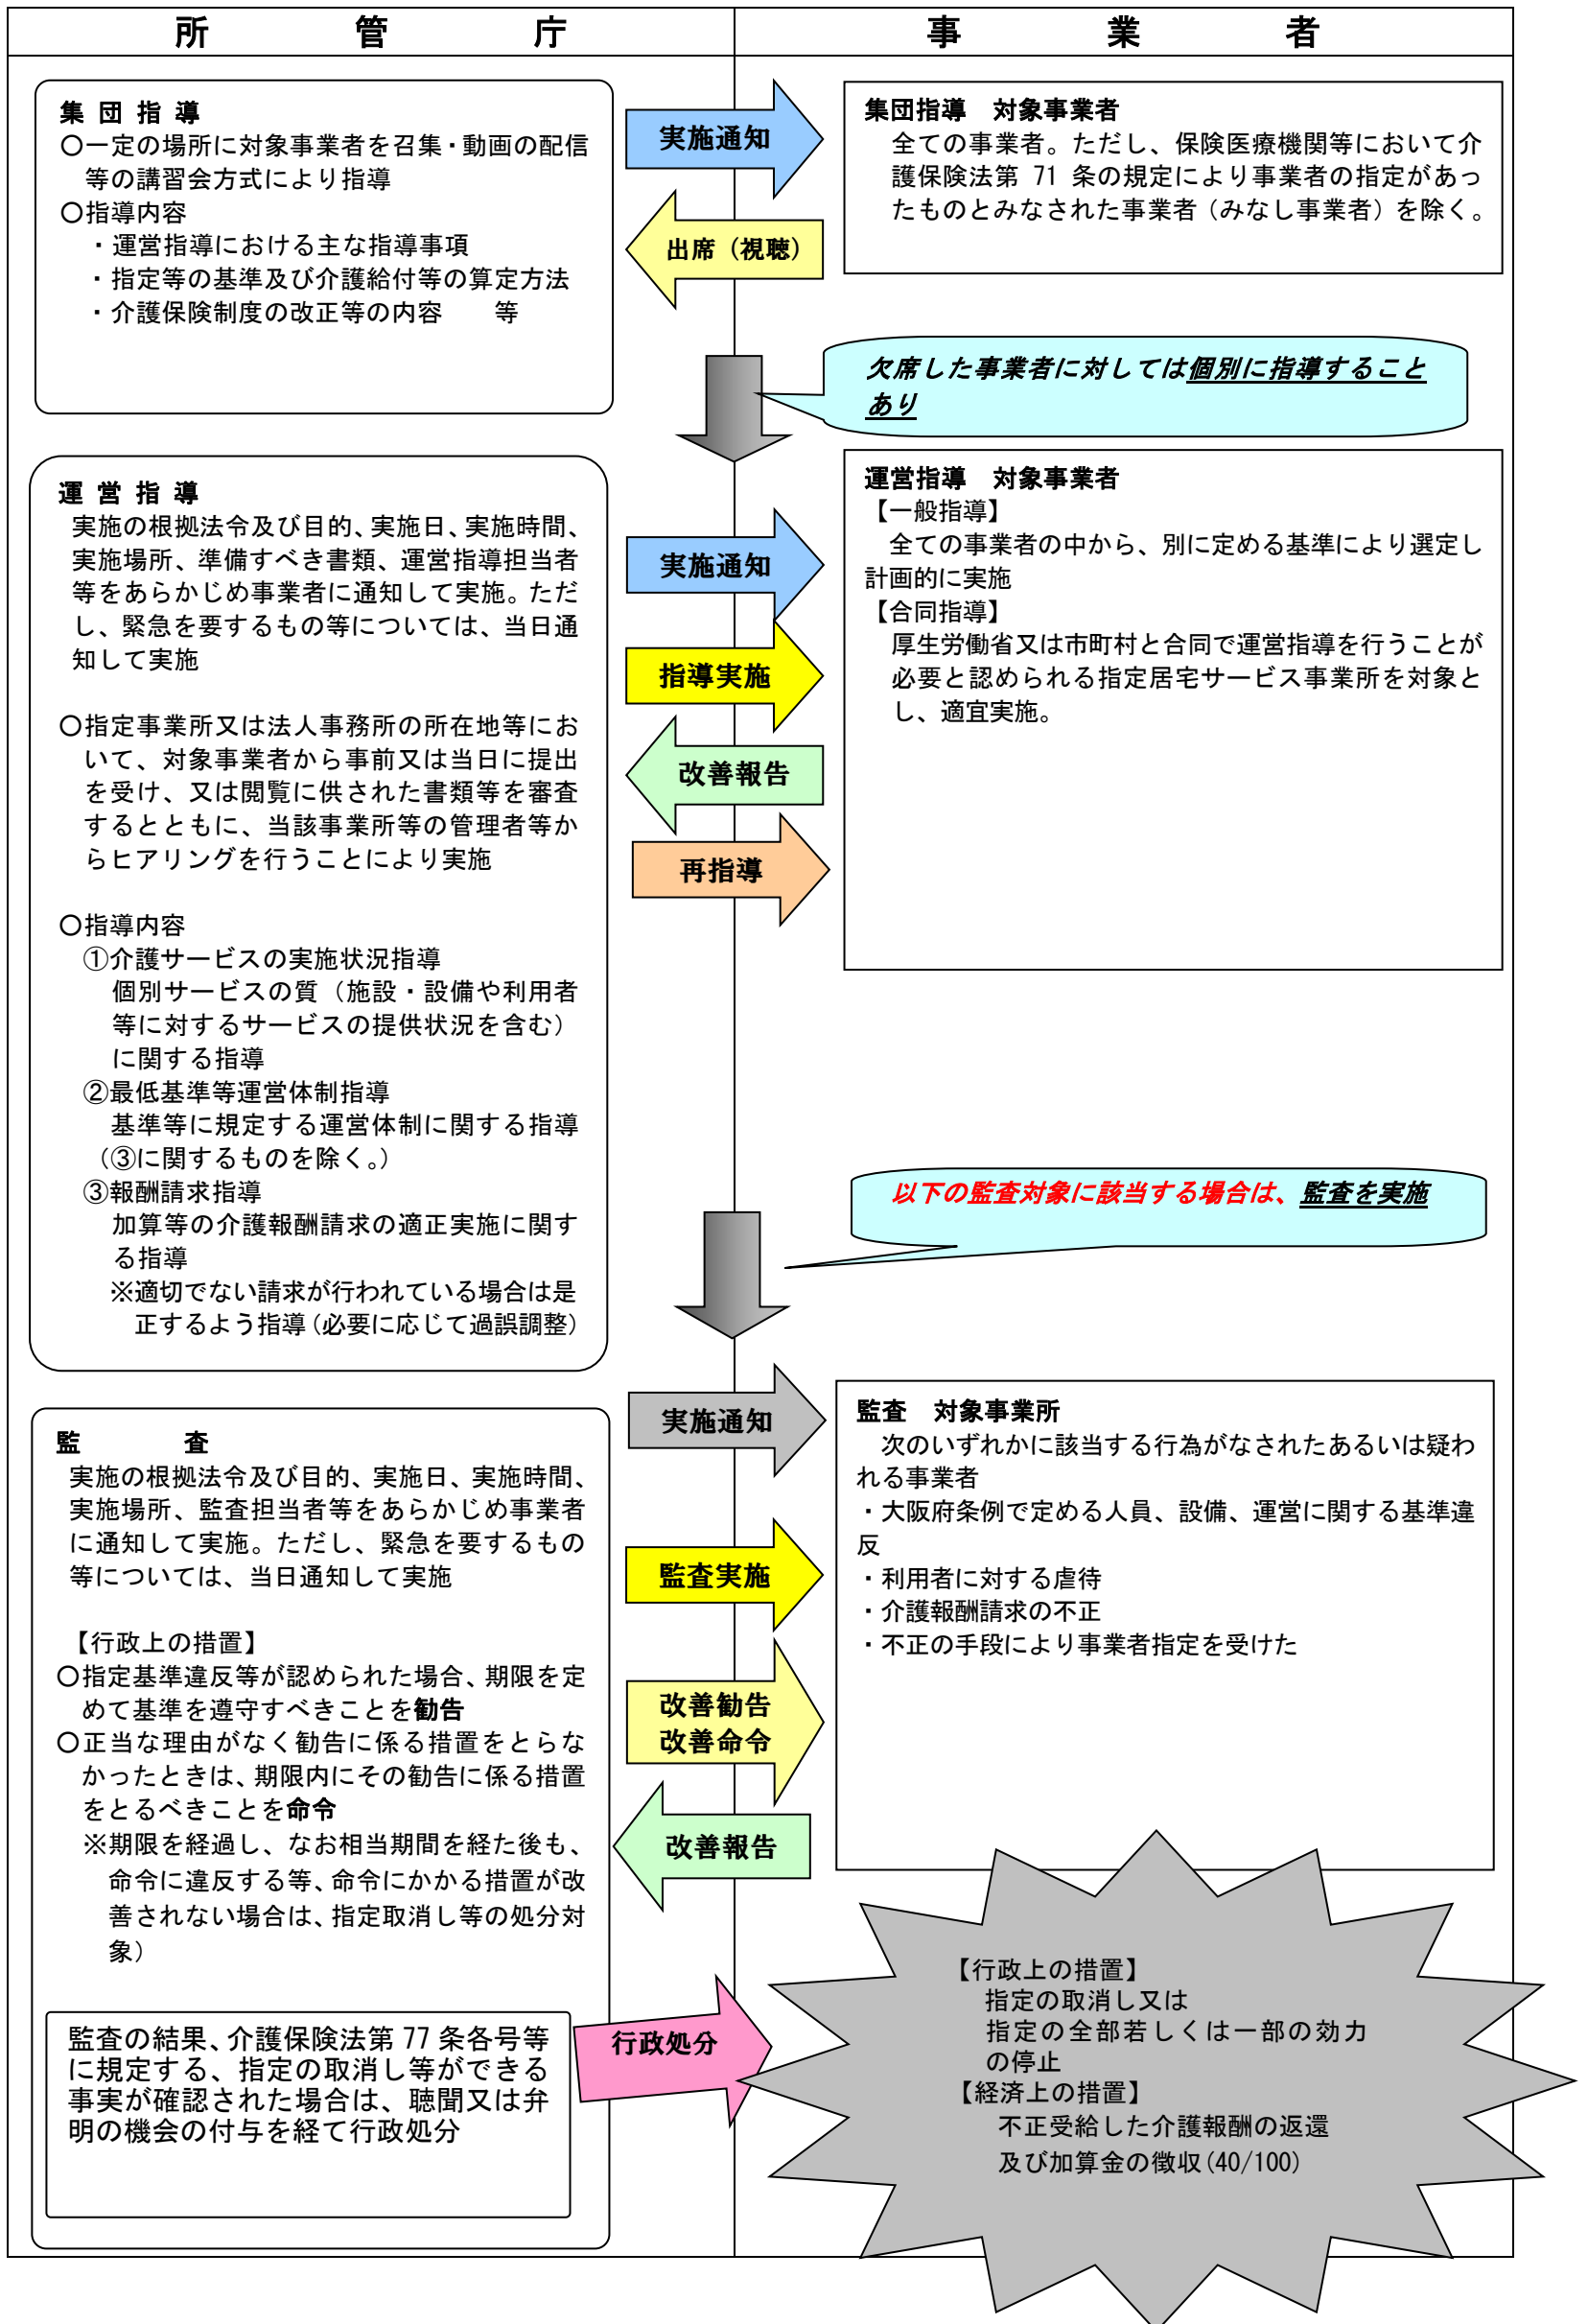 所管庁
事業者
集団指導
〇一定の場所に対象事業者を召集・動画の配信
等の講習会方式により指導
〇指導内容
・運営指導における主な指導事項
・指定等の基準及び介護給付等の算定方法
・介護保険制度の改正等の内容　　等
実施通知
出席（視聴）
集団指導　対象事業者
全ての事業者。ただし、保険医療機関等において介
護保険法第 71 条の規定により事業者の指定があっ
たものとみなされた事業者（みなし事業者）を除く。
欠席した事業者に対しては個別に指導すること
あり
運営指導
実施の根拠法令及び目的、実施日、実施時間、
実施場所、準備すべき書類、運営指導担当者
等をあらかじめ事業者に通知して実施。ただ
し、緊急を要するもの等については、当日通
知して実施
〇指定事業所又は法人事務所の所在地等にお
いて、対象事業者から事前又は当日に提出
を受け、又は閲覧に供された書類等を審査
するとともに、当該事業所等の管理者等か
らヒアリングを行うことにより実施
〇指導内容
①介護サービスの実施状況指導
個別サービスの質（施設・設備や利用者
等に対するサービスの提供状況を含む）
に関する指導
②最低基準等運営体制指導
基準等に規定する運営体制に関する指導
（③に関するものを除く。）
③報酬請求指導
加算等の介護報酬請求の適正実施に関す
る指導
※適切でない請求が行われている場合は是
正するよう指導（必要に応じて過誤調整）
実施通知
指導実施
改善報告
再指導
運営指導　対象事業者
【一般指導】
全ての事業者の中から、別に定める基準により選定し
計画的に実施
【合同指導】
厚生労働省又は市町村と合同で運営指導を行うことが
必要と認められる指定居宅サービス事業所を対象と
し、適宜実施。
以下の監査対象に該当する場合は、監査を実施
監　　　　査
実施の根拠法令及び目的、実施日、実施時間、
実施場所、監査担当者等をあらかじめ事業者
に通知して実施。ただし、緊急を要するもの
等については、当日通知して実施
【行政上の措置】
〇指定基準違反等が認められた場合、期限を定
めて基準を遵守すべきことを勧告
〇正当な理由がなく勧告に係る措置をとらな
かったときは、期限内にその勧告に係る措置
をとるべきことを命令
※期限を経過し、なお相当期間を経た後も、
命令に違反する等、命令にかかる措置が改
善されない場合は、指定取消し等の処分対
象）
監査の結果、介護保険法第 77 条各号等
に規定する、指定の取消し等ができる
事実が確認された場合は、聴聞又は弁
明の機会の付与を経て行政処分
実施通知
監査実施
改善勧告
改善命令
改善報告
行政処分
監査　対象事業所
次のいずれかに該当する行為がなされたあるいは疑わ
れる事業者
・大阪府条例で定める人員、設備、運営に関する基準違
反
・利用者に対する虐待
・介護報酬請求の不正
・不正の手段により事業者指定を受けた
【行政上の措置】
指定の取消し又は
指定の全部若しくは一部の効力
の停止
【経済上の措置】
不正受給した介護報酬の返還
及び加算金の徴収(40/100)